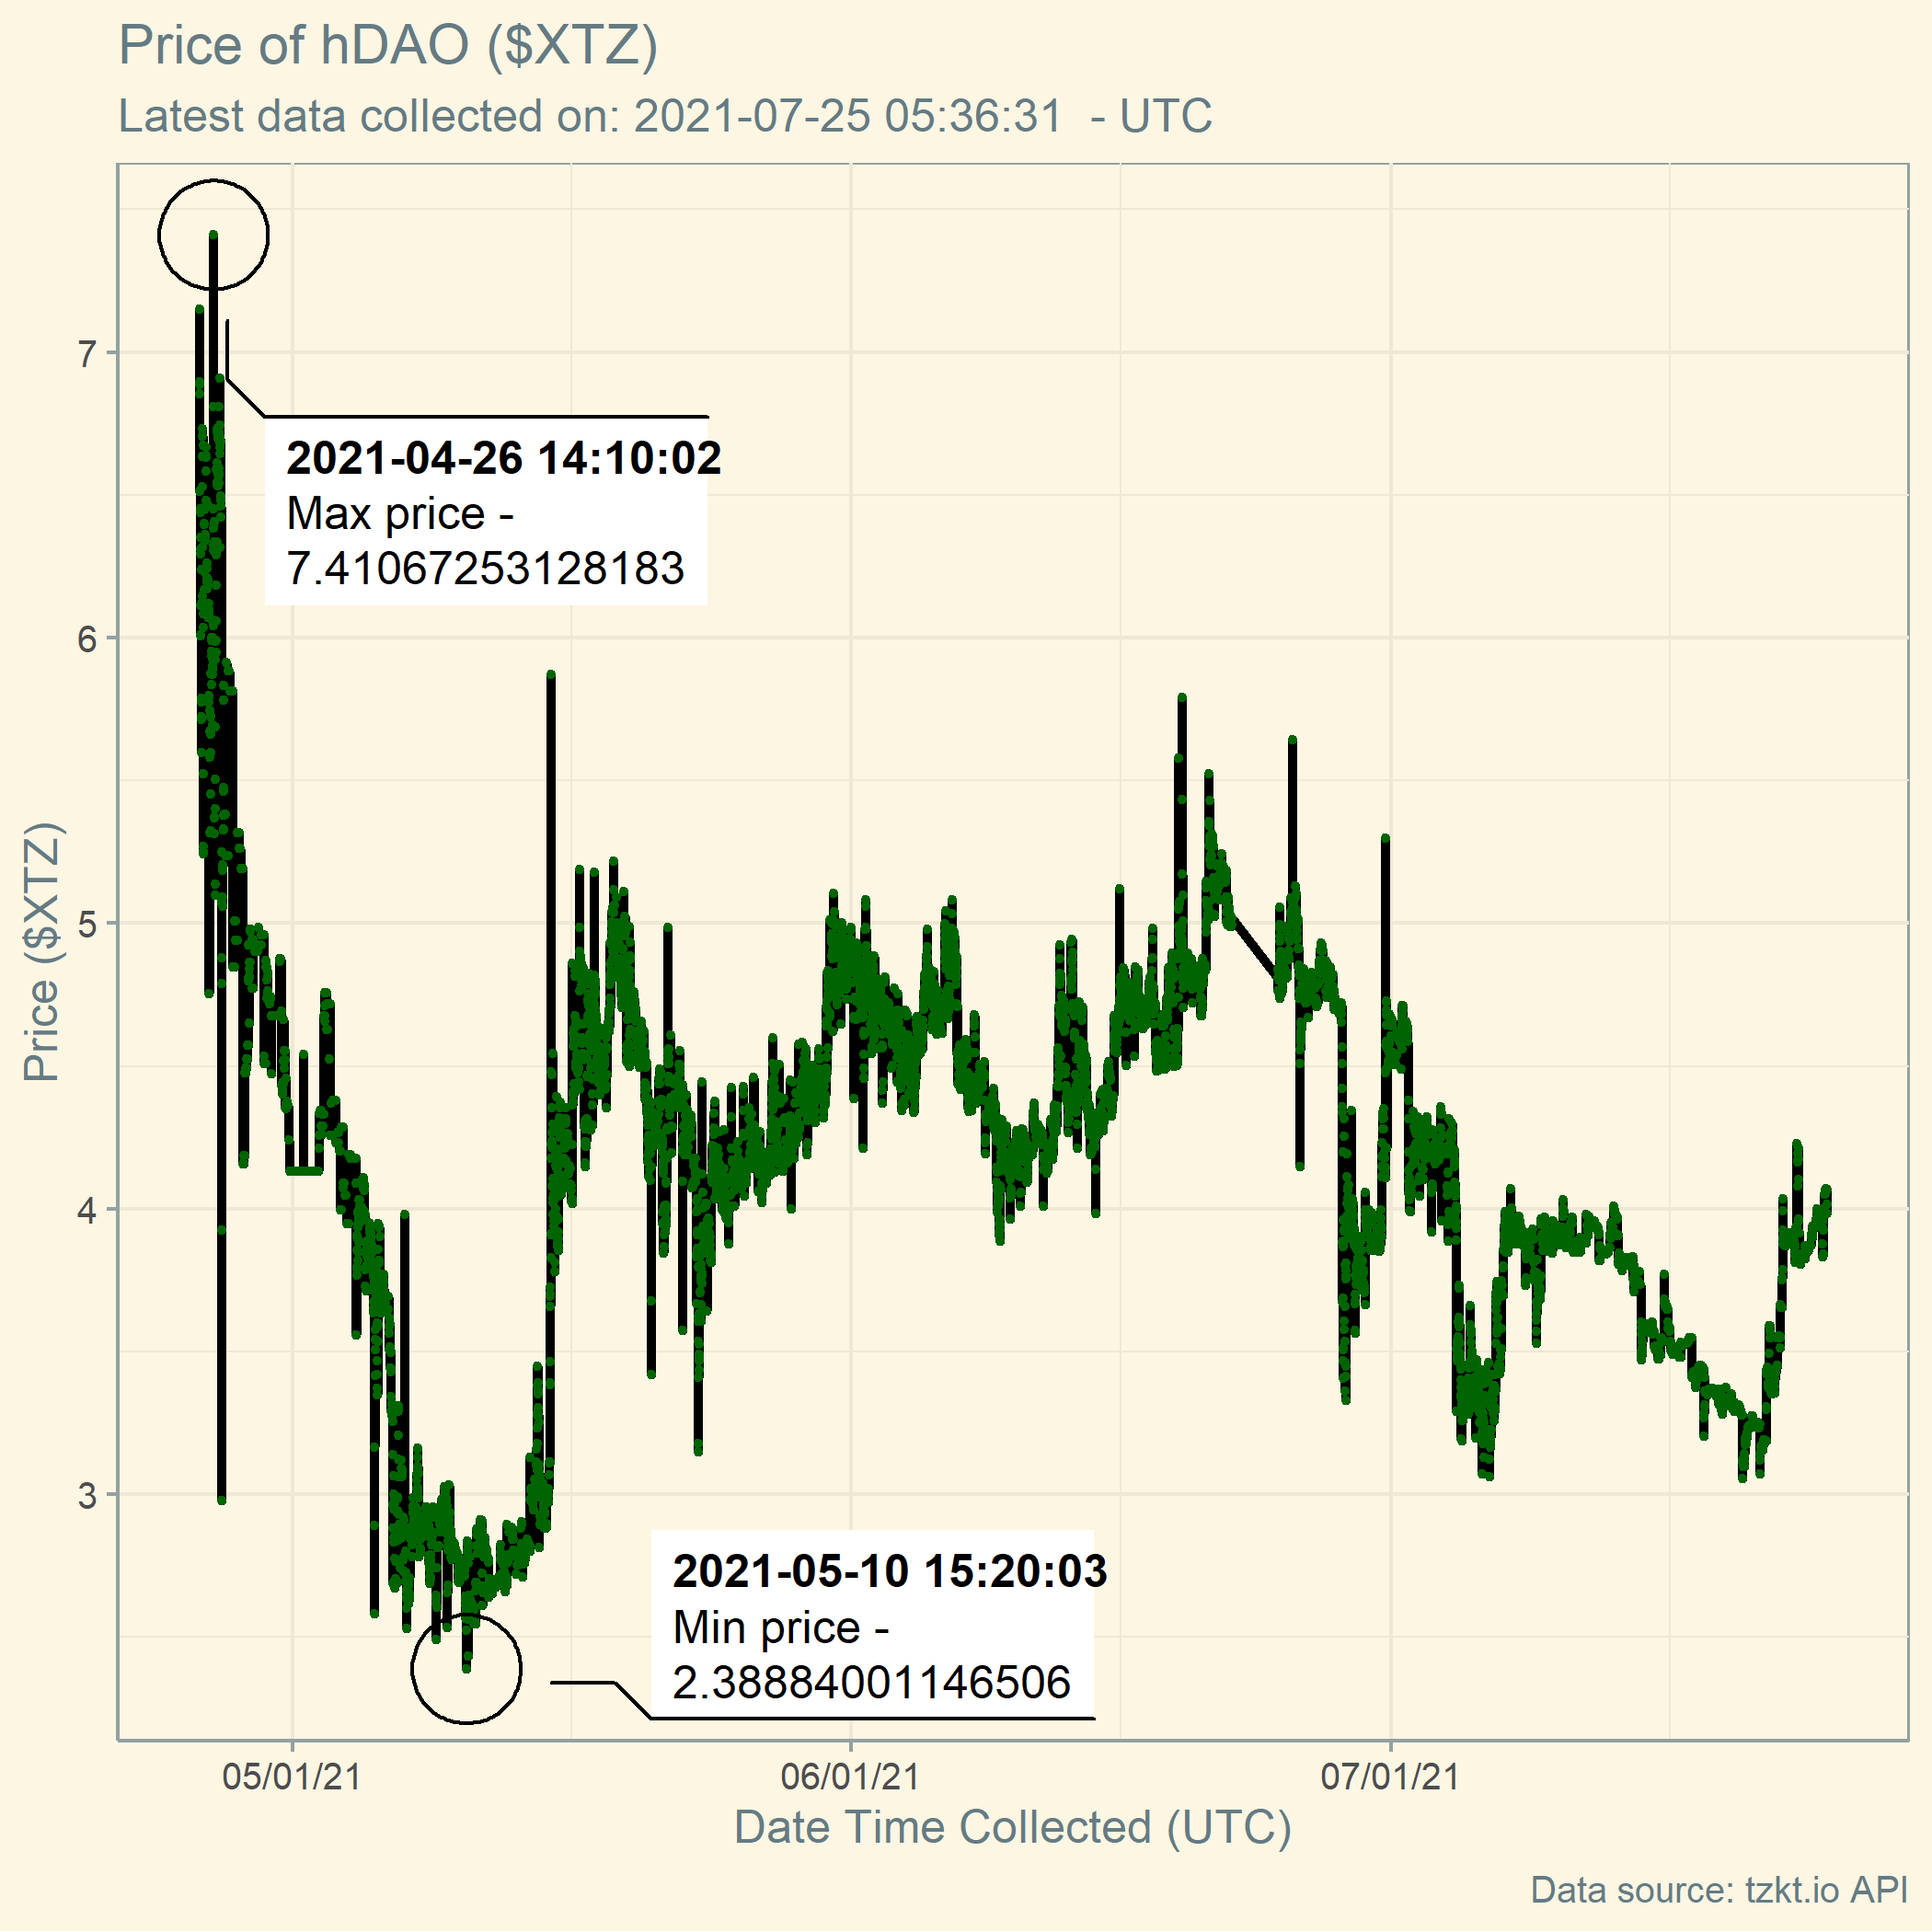 Price of hDAO ($XTZ)
Latest data collected on: 2021-07-25 05:36:31  - UTC
2021-04-26 14:10:02
Max price -
7.41067253128183
7
6
5
4
3
Price ($XTZ)
2021-05-10 15:20:03
Min price -
2.38884001146506
05/01/21
06/01/21
07/01/21
Date Time Collected (UTC)
Data source: tzkt.io API